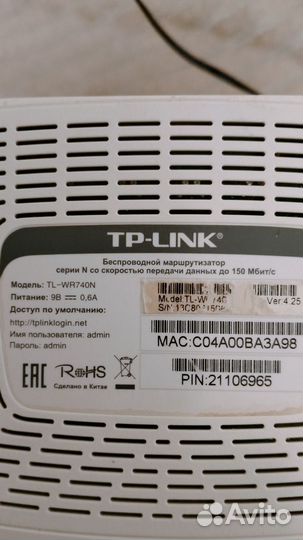 TP-LINK
Беспроводной маршрутизатор
серии N со скоростью передачи данных до 150 Мбит/с
Модель: TL-WR740N
Питание: 9В 0,6А
Доступ по умолчанию:
http://tplinklogin.net
Имя пользователя: admin
Пароль: admin
EAC RoHS
Сделано в Китае
Ver 4.25
MAC:C04A00BA3A98
PIN:21106965
Avito